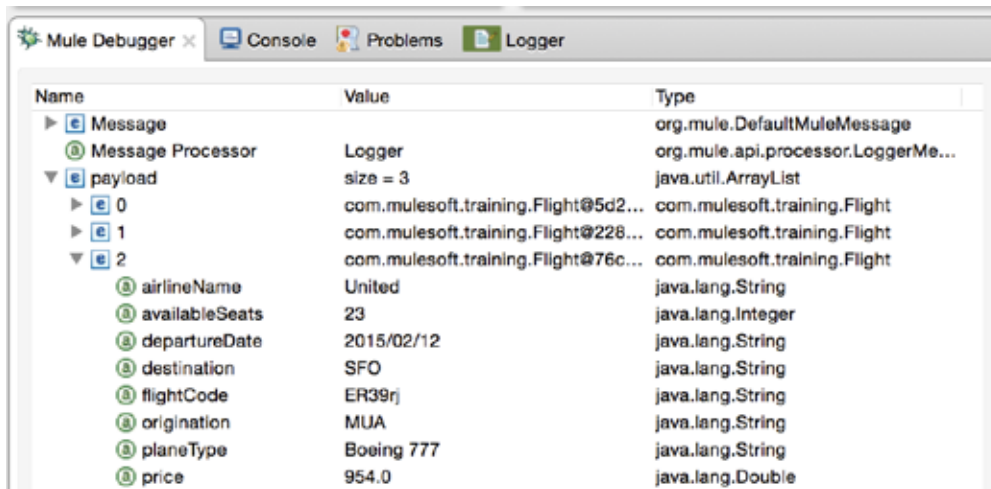 Mule Debugger Console Problems Logger
Name Value Type
Message org.mule.DefaultMuleMessage
Message Processor Logger org.mule.api.processor.LoggerMe...
payload size = 3 java.util.ArrayList
0 com.mulesoft.training.Flight@5d2... com.mulesoft.training.Flight
1 com.mulesoft.training.Flight@228... com.mulesoft.training.Flight
2 com.mulesoft.training.Flight@76c... com.mulesoft.training.Flight
airlineName United java.lang.String
availableSeats 23 java.lang.Integer
departureDate 2015/02/12 java.lang.String
destination SFO java.lang.String
flightCode ER39rj java.lang.String
origination MUA java.lang.String
planeType Boeing 777 java.lang.String
price 954.0 java.lang.Double